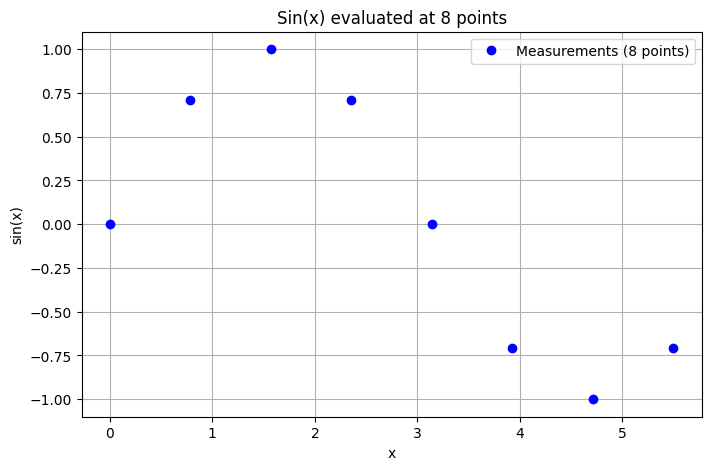 Sin(x) evaluated at 8 points
Measurements (8 points)
1.00
0.75
0.50
0.25
0.00
−0.25
−0.50
−0.75
−1.00
sin(x)
0 1 2 3 4 5
x